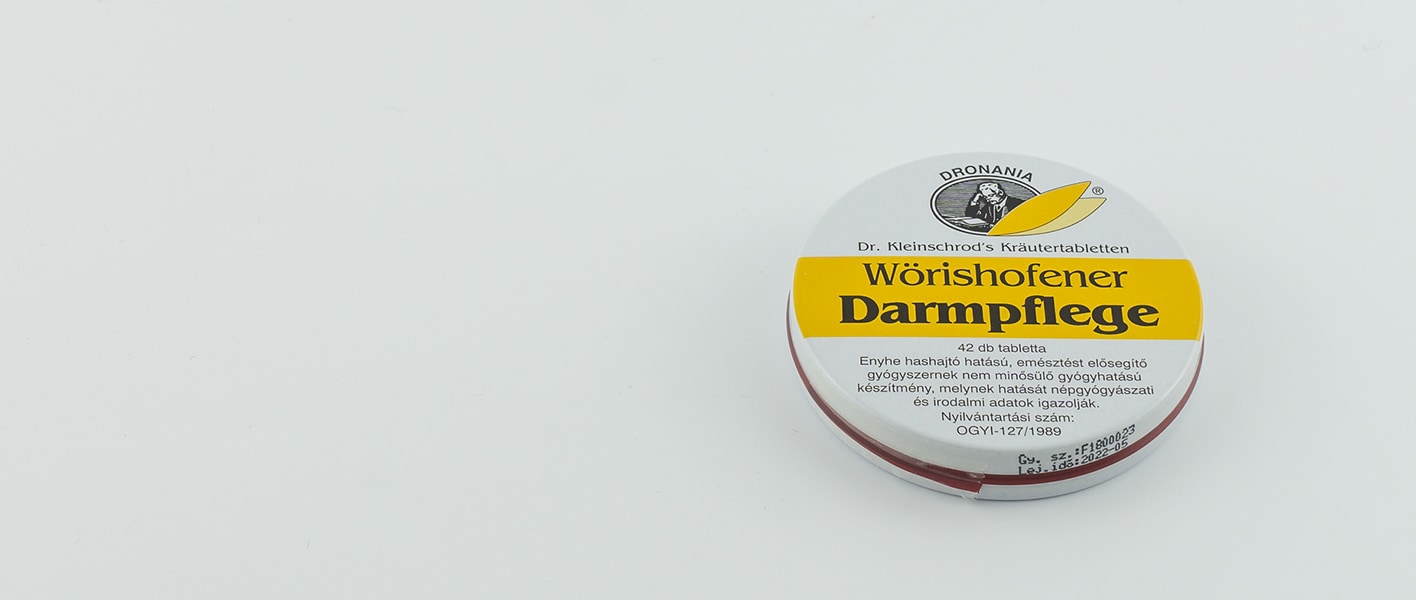 DRONANIA
®
Dr. Kleinschrod's Kräutertabletten
Wörishofener
Darmpflege
42 db tabletta
Enyhe hashajtó hatású, emésztést elősegítő
gyógyszernek nem minősülő gyógyhatású
készítmény, melynek hatását népgyógyászati
és irodalmi adatok igazolják.
Nyilvántartási szám:
OGYI-127/1989
Gy. sz.:F1800023
Lej.idő:2022-05